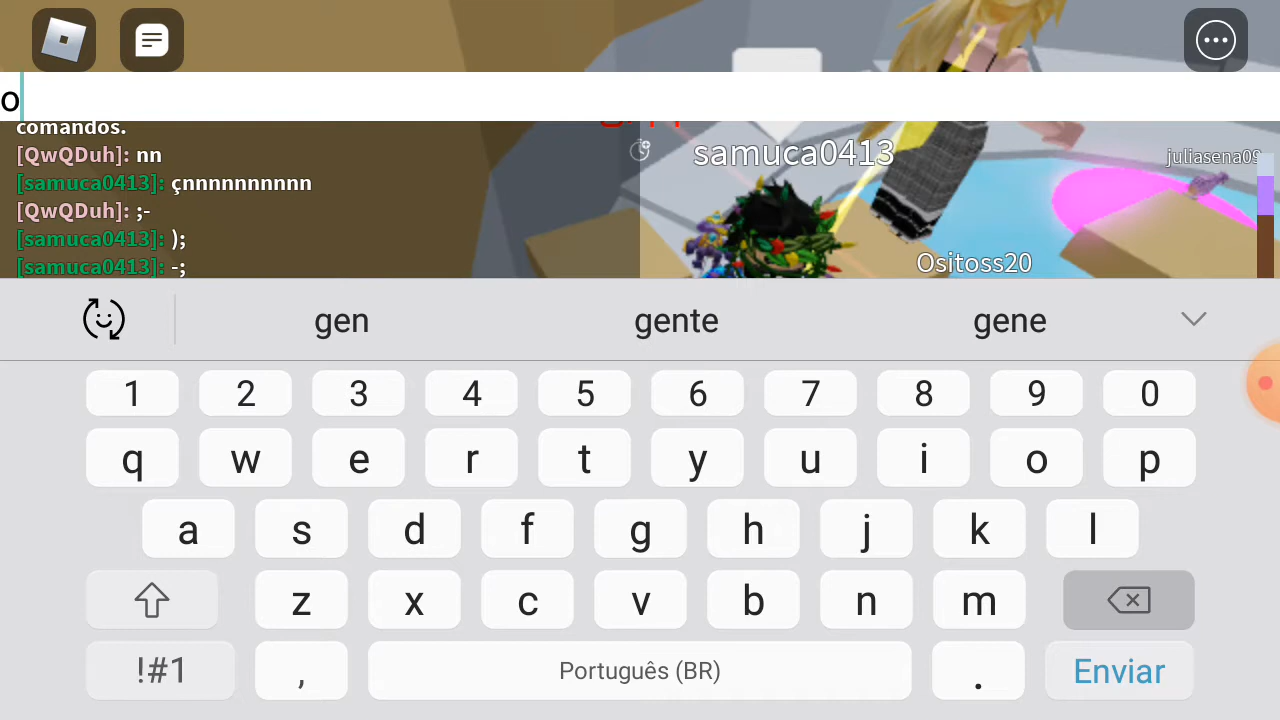 o
comandos.
[QwQDuh]: nn
[samuca0413]: çnnnnnnnnnn
[QwQDuh]: ;-
[samuca0413]: );
[samuca0413]: -;
samuca0413
juliasena09
Ositoss20
gen gente gene
1 2 3 4 5 6 7 8 9 0
q w e r t y u i o p
a s d f g h j k l
z x c v b n m
!#1 , Português (BR) . Enviar